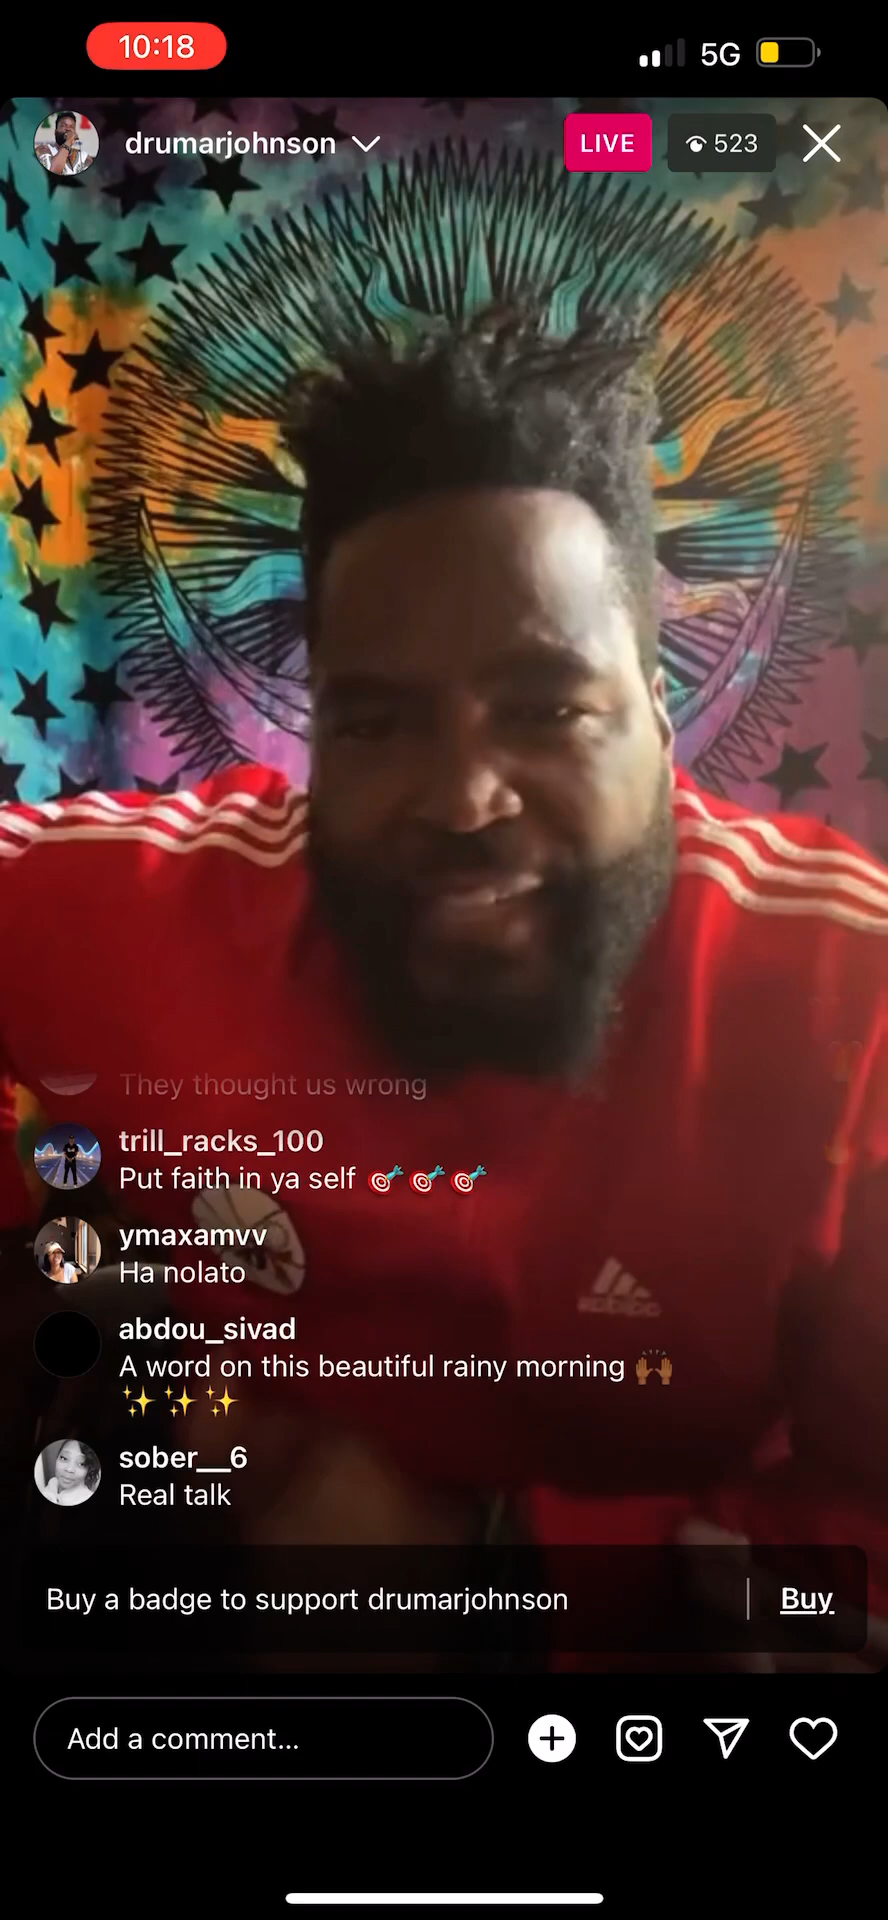 10:18
5G
drumarjohnson
LIVE
523
They thought us wrong
trill_racks_100
Put faith in ya self 🎯🎯🎯
ymaxamvv
Ha nolato
abdou_sivad
A word on this beautiful rainy morning 🙌🏾
✨✨✨
sober__6
Real talk
adidas
Buy a badge to support drumarjohnson
Buy
Add a comment...